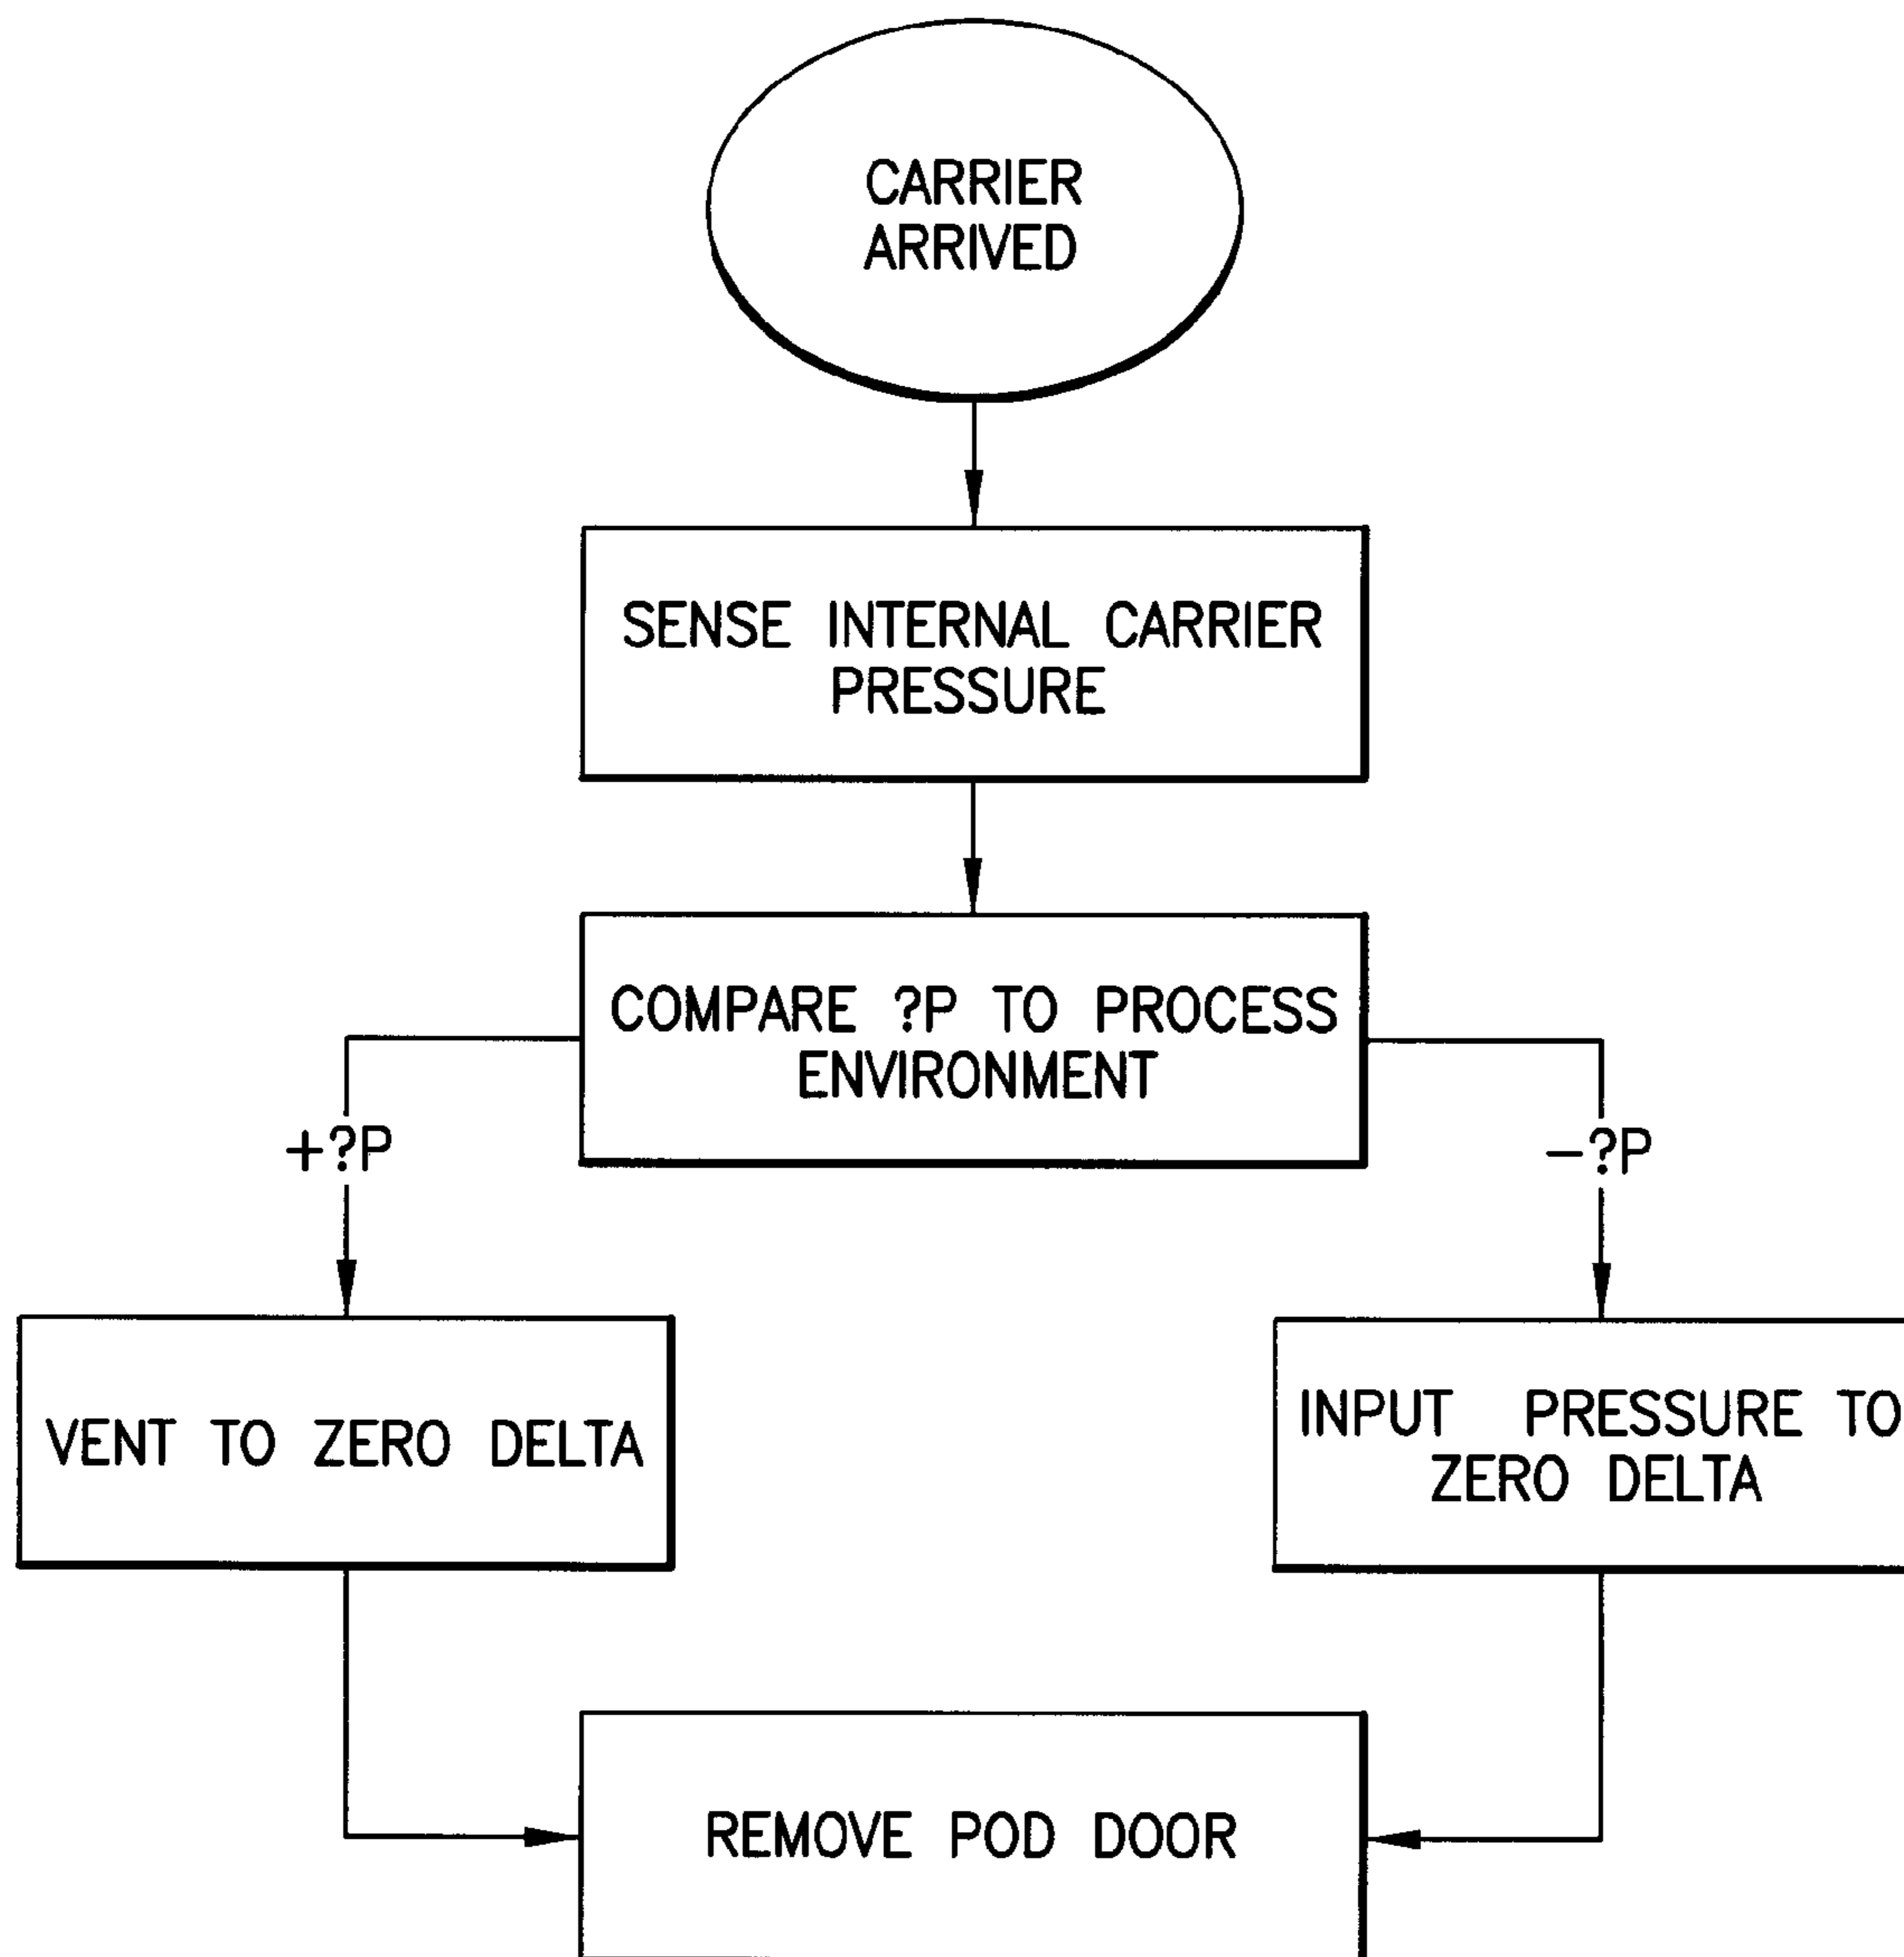 CARRIER
ARRIVED
SENSE INTERNAL CARRIER
PRESSURE
COMPARE ?P TO PROCESS
ENVIRONMENT
+?P
-?P
VENT TO ZERO DELTA
INPUT PRESSURE TO
ZERO DELTA
REMOVE POD DOOR